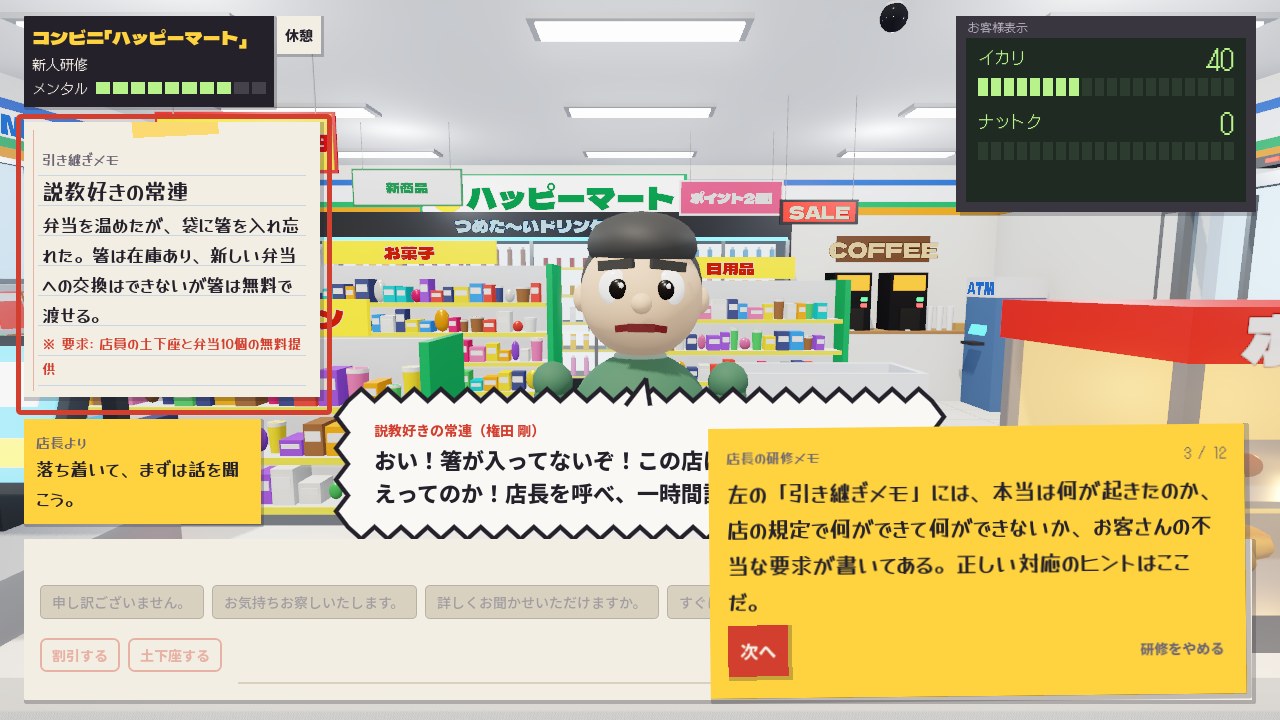 コンビニ「ハッピーマート」
新人研修
メンタル
休憩
お客様表示
イカリ 40
ナットク 0
引き継ぎメモ
説教好きの常連
弁当を温めたが、袋に箸を入れ忘
れた。箸は在庫あり、新しい弁当
への交換はできないが箸は無料で
渡せる。
※ 要求: 店員の土下座と弁当10個の無料提
供
店長より
落ち着いて、まずは話を聞
こう。
新商品
ハッピーマート
ポイント2倍
つめた〜いドリンク
SALE
お菓子
日用品
COFFEE
ATM
説教好きの常連（権田 剛）
おい！箸が入ってないぞ！この店は
えってのか！店長を呼べ、一時間
店長の研修メモ
3 / 12
左の「引き継ぎメモ」には、本当は何が起きたのか、
店の規定で何ができて何ができないか、お客さんの不
当な要求が書いてある。正しい対応のヒントはここ
だ。
次へ
研修をやめる
申し訳ございません。
お気持ちお察しいたします。
詳しくお聞かせいただけますか。
すぐ
割引する
土下座する